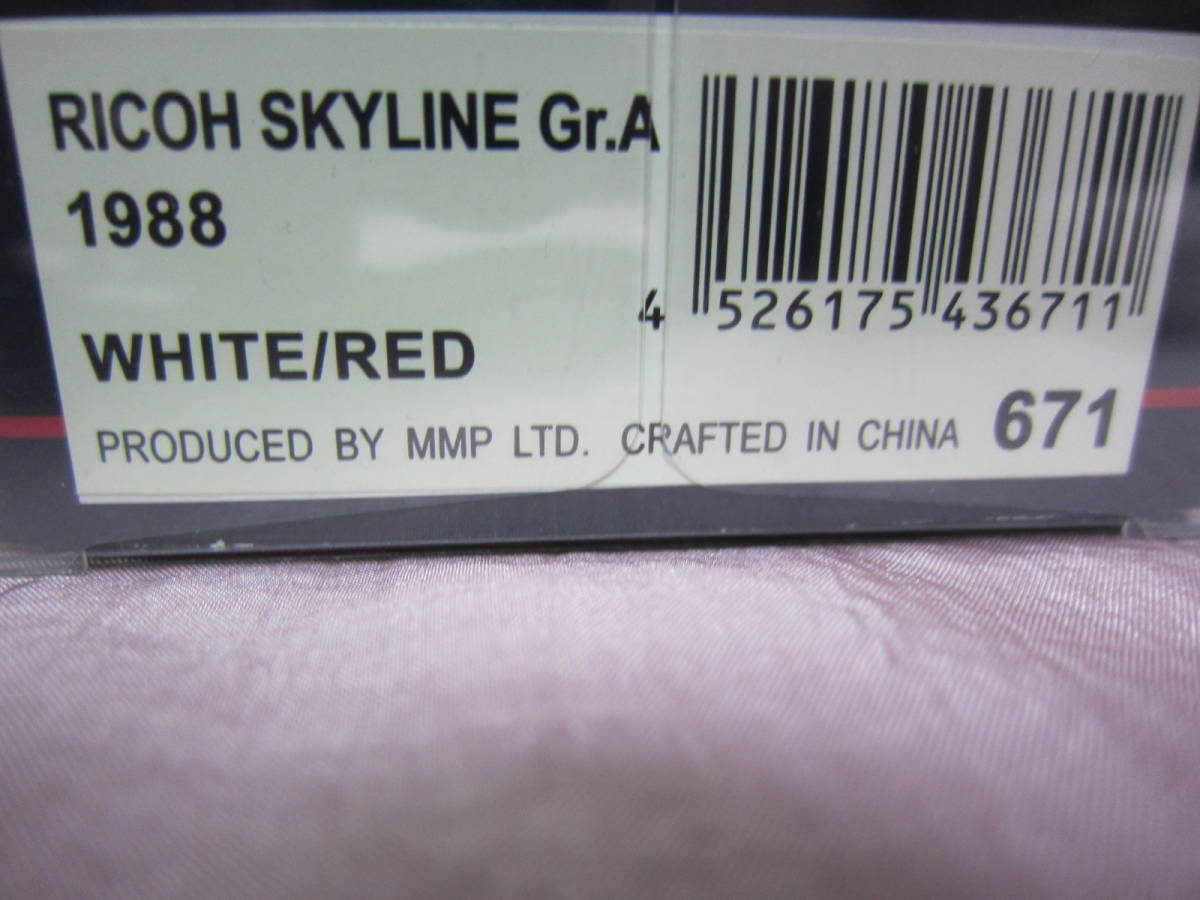 RICOH SKYLINE Gr.A
1988
WHITE/RED
4 526175 436711
PRODUCED BY MMP LTD. CRAFTED IN CHINA 671